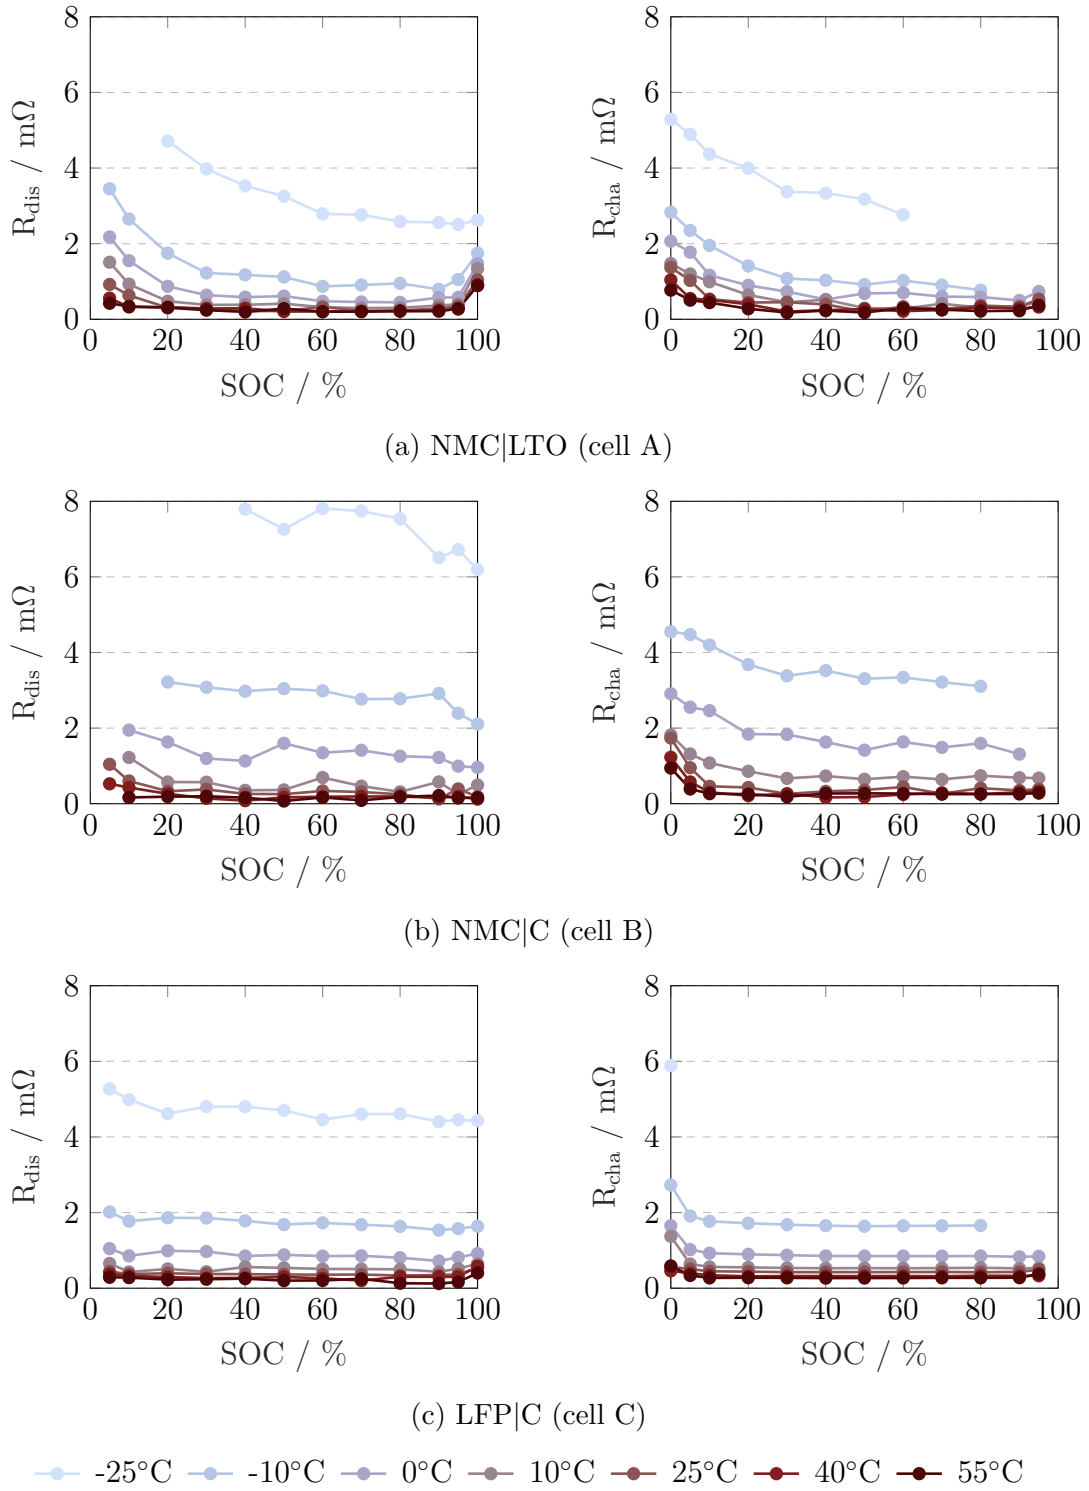 8
6
4
2
0
R_dis / mΩ
0 20 40 60 80 100
SOC / %
8
6
4
2
0
R_cha / mΩ
0 20 40 60 80 100
SOC / %
(a) NMC|LTO (cell A)
8
6
4
2
0
R_dis / mΩ
0 20 40 60 80 100
SOC / %
8
6
4
2
0
R_cha / mΩ
0 20 40 60 80 100
SOC / %
(b) NMC|C (cell B)
8
6
4
2
0
R_dis / mΩ
0 20 40 60 80 100
SOC / %
8
6
4
2
0
R_cha / mΩ
0 20 40 60 80 100
SOC / %
(c) LFP|C (cell C)
-25°C -10°C 0°C 10°C 25°C 40°C 55°C